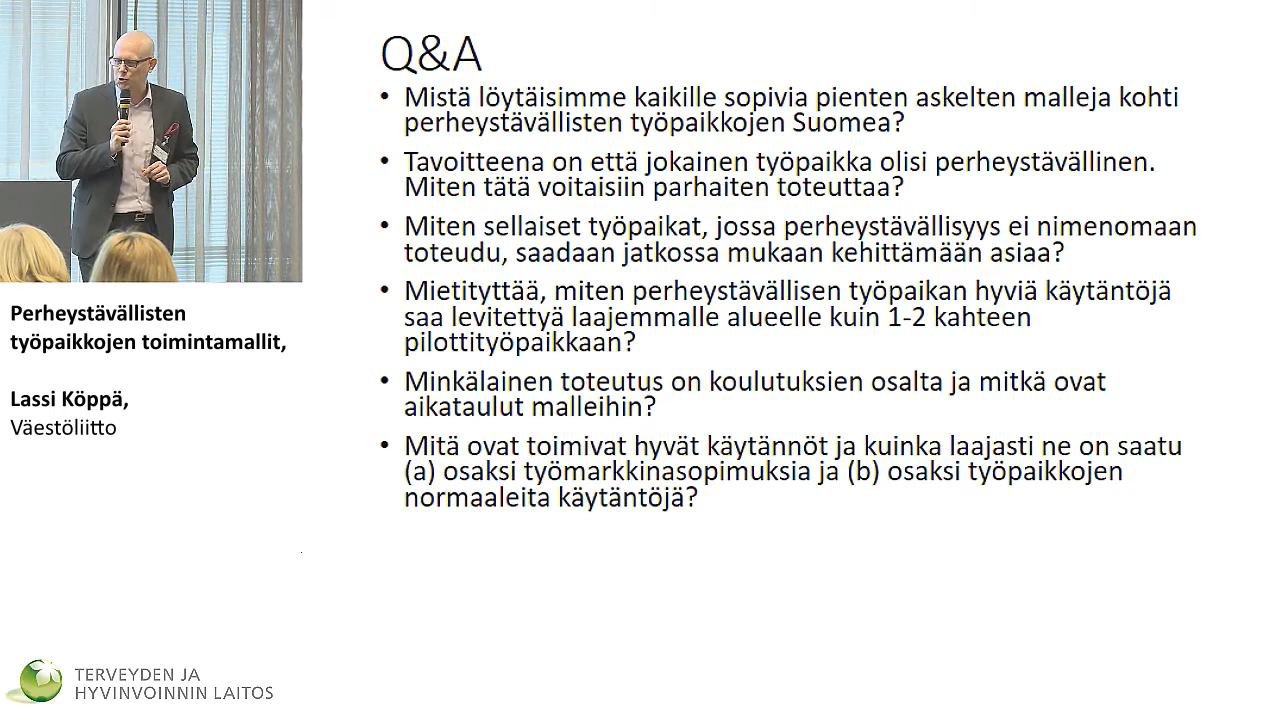 Q&A
• Mistä löytäisimme kaikille sopivia pienten askelten malleja kohti
perheystävällisten työpaikkojen Suomea?
• Tavoitteena on että jokainen työpaikka olisi perheystävällinen.
Miten tätä voitaisiin parhaiten toteuttaa?
• Miten sellaiset työpaikat, jossa perheystävällisyys ei nimenomaan
toteudu, saadaan jatkossa mukaan kehittämään asiaa?
• Mietityttää, miten perheystävällisen työpaikan hyviä käytäntöjä
saa levitettyä laajemmalle alueelle kuin 1-2 kahteen
pilottityöpaikkaan?
• Minkälainen toteutus on koulutuksien osalta ja mitkä ovat
aikataulut malleihin?
• Mitä ovat toimivat hyvät käytännöt ja kuinka laajasti ne on saatu
(a) osaksi työmarkkinasopimuksia ja (b) osaksi työpaikkojen
normaaleita käytäntöjä?
Perheystävällisten
työpaikkojen toimintamallit,
Lassi Köppä,
Väestöliitto
TERVEYDEN JA
HYVINVOINNIN LAITOS